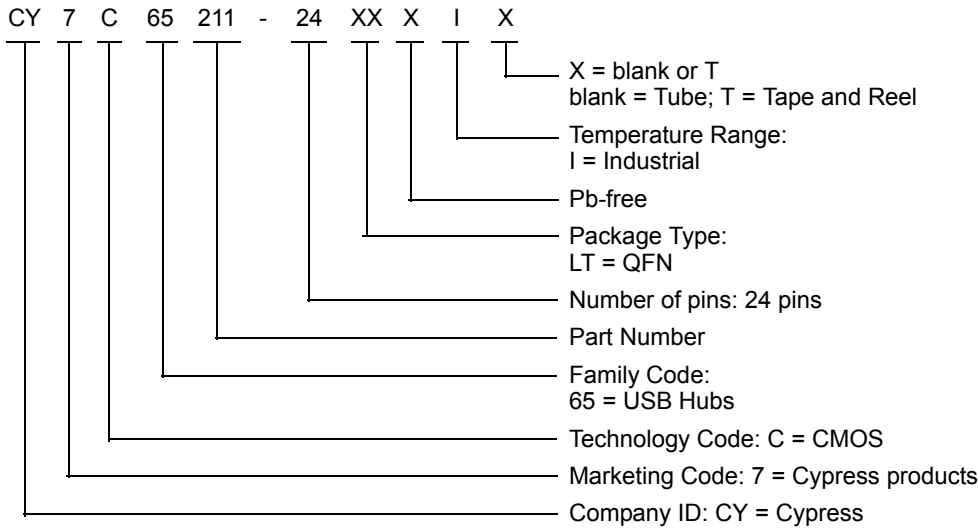 CY 7 C 65 211 - 24 XX X I X
X = blank or T
blank = Tube; T = Tape and Reel
Temperature Range:
I = Industrial
Pb-free
Package Type:
LT = QFN
Number of pins: 24 pins
Part Number
Family Code:
65 = USB Hubs
Technology Code: C = CMOS
Marketing Code: 7 = Cypress products
Company ID: CY = Cypress